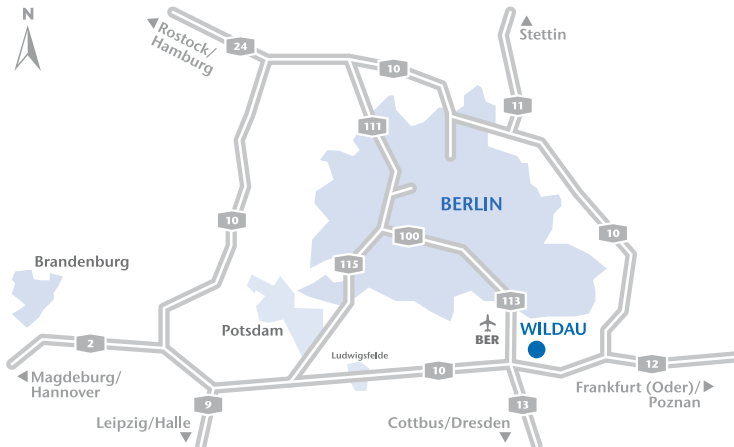 N
Rostock/
Hamburg
24
Stettin
10
11
111
BERLIN
10
100
10
115
Brandenburg
113
Potsdam
BER
WILDAU
2
Ludwigsfelde
10
12
Magdeburg/
Hannover
Frankfurt (Oder)/
Poznan
9
13
Leipzig/Halle
Cottbus/Dresden